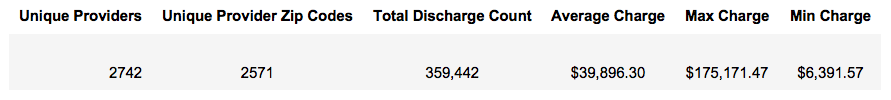 Unique Providers Unique Provider Zip Codes Total Discharge Count Average Charge Max Charge Min Charge
2742 2571 359,442 $39,896.30 $175,171.47 $6,391.57